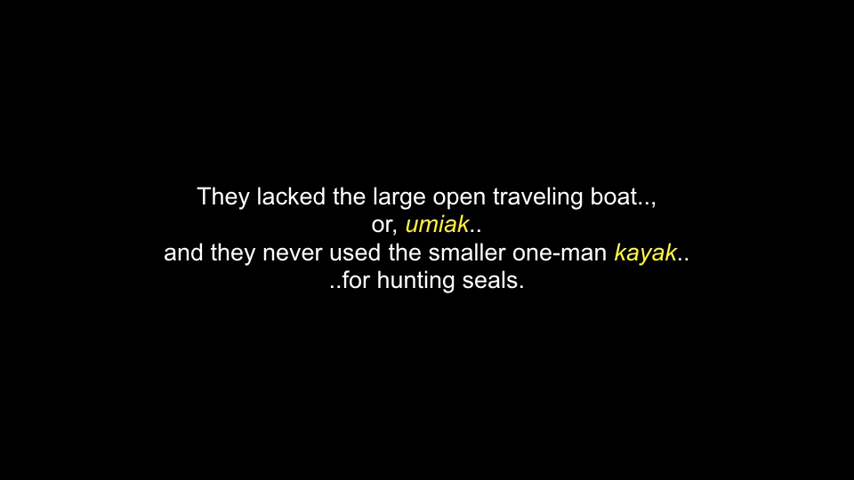 They lacked the large open traveling boat..,
or, umiak..
and they never used the smaller one-man kayak..
..for hunting seals.